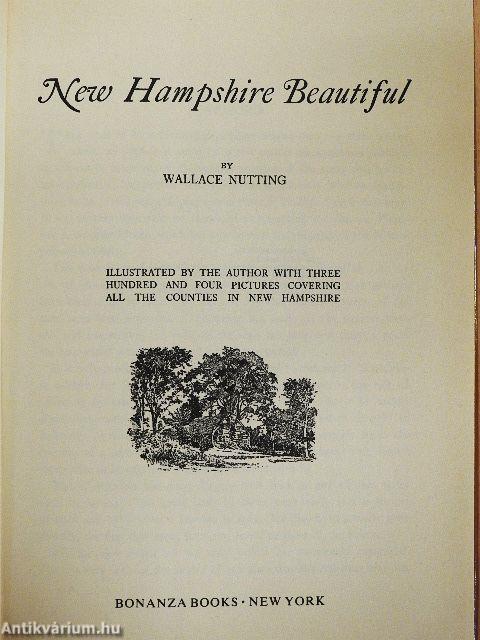 New Hampshire Beautiful
BY
WALLACE NUTTING
ILLUSTRATED BY THE AUTHOR WITH THREE
HUNDRED AND FOUR PICTURES COVERING
ALL THE COUNTIES IN NEW HAMPSHIRE
BONANZA BOOKS · NEW YORK
Antikvárium.hu